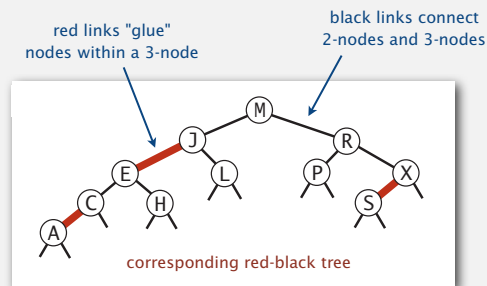 red links "glue"
nodes within a 3-node
black links connect
2-nodes and 3-nodes
M
J
R
E
L
P
X
C
H
S
A
corresponding red-black tree